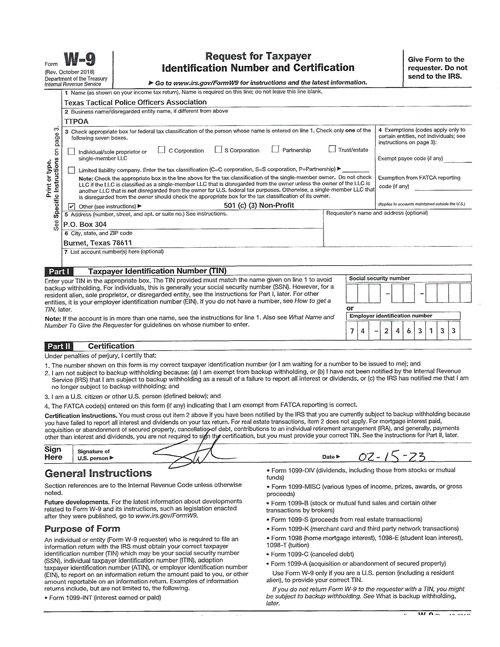 Form W-9
(Rev. October 2018)
Department of the Treasury
Internal Revenue Service
Request for Taxpayer
Identification Number and Certification
▶ Go to www.irs.gov/FormW9 for instructions and the latest information.
Give Form to the
requester. Do not
send to the IRS.
Print or type.
See Specific Instructions on page 3.
1 Name (as shown on your income tax return). Name is required on this line; do not leave this line blank.
Texas Tactical Police Officers Association
2 Business name/disregarded entity name, if different from above
TTPOA
3 Check appropriate box for federal tax classification of the person whose name is entered on line 1. Check only one of the
following seven boxes.
Individual/sole proprietor or
single-member LLC
C Corporation
S Corporation
Partnership
Trust/estate
Limited liability company. Enter the tax classification (C=C corporation, S=S corporation, P=Partnership) ▶
Note: Check the appropriate box in the line above for the tax classification of the single-member owner. Do not check
LLC if the LLC is classified as a single-member LLC that is disregarded from the owner unless the owner of the LLC is
another LLC that is not disregarded from the owner for U.S. federal tax purposes. Otherwise, a single-member LLC that
is disregarded from the owner should check the appropriate box for the tax classification of its owner.
Other (see instructions) ▶ 501 (c) (3) Non-Profit
4 Exemptions (codes apply only to
certain entities, not individuals; see
instructions on page 3):
Exempt payee code (if any)
Exemption from FATCA reporting
code (if any)
(Applies to accounts maintained outside the U.S.)
5 Address (number, street, and apt. or suite no.) See instructions.
P.O. Box 304
Requester's name and address (optional)
6 City, state, and ZIP code
Burnet, Texas 78611
7 List account number(s) here (optional)
Part I Taxpayer Identification Number (TIN)
Enter your TIN in the appropriate box. The TIN provided must match the name given on line 1 to avoid
backup withholding. For individuals, this is generally your social security number (SSN). However, for a
resident alien, sole proprietor, or disregarded entity, see the instructions for Part I, later. For other
entities, it is your employer identification number (EIN). If you do not have a number, see How to get a
TIN, later.
Note: If the account is in more than one name, see the instructions for line 1. Also see What Name and
Number To Give the Requester for guidelines on whose number to enter.
Social security number
– –
or
Employer identification number
7 4 – 2 4 6 3 1 3 3
Part II Certification
Under penalties of perjury, I certify that:
1. The number shown on this form is my correct taxpayer identification number (or I am waiting for a number to be issued to me); and
2. I am not subject to backup withholding because: (a) I am exempt from backup withholding, or (b) I have not been notified by the Internal Revenue
Service (IRS) that I am subject to backup withholding as a result of a failure to report all interest or dividends, or (c) the IRS has notified me that I am
no longer subject to backup withholding; and
3. I am a U.S. citizen or other U.S. person (defined below); and
4. The FATCA code(s) entered on this form (if any) indicating that I am exempt from FATCA reporting is correct.
Certification instructions. You must cross out item 2 above if you have been notified by the IRS that you are currently subject to backup withholding because
you have failed to report all interest and dividends on your tax return. For real estate transactions, item 2 does not apply. For mortgage interest paid,
acquisition or abandonment of secured property, cancellation of debt, contributions to an individual retirement arrangement (IRA), and generally, payments
other than interest and dividends, you are not required to sign the certification, but you must provide your correct TIN. See the instructions for Part II, later.
Sign
Here
Signature of
U.S. person ▶
Date ▶ 02-15-23
General Instructions
Section references are to the Internal Revenue Code unless otherwise
noted.
Future developments. For the latest information about developments
related to Form W-9 and its instructions, such as legislation enacted
after they were published, go to www.irs.gov/FormW9.
Purpose of Form
An individual or entity (Form W-9 requester) who is required to file an
information return with the IRS must obtain your correct taxpayer
identification number (TIN) which may be your social security number
(SSN), individual taxpayer identification number (ITIN), adoption
taxpayer identification number (ATIN), or employer identification number
(EIN), to report on an information return the amount paid to you, or other
amount reportable on an information return. Examples of information
returns include, but are not limited to, the following.
• Form 1099-INT (interest earned or paid)
• Form 1099-DIV (dividends, including those from stocks or mutual
funds)
• Form 1099-MISC (various types of income, prizes, awards, or gross
proceeds)
• Form 1099-B (stock or mutual fund sales and certain other
transactions by brokers)
• Form 1099-S (proceeds from real estate transactions)
• Form 1099-K (merchant card and third party network transactions)
• Form 1098 (home mortgage interest), 1098-E (student loan interest),
1098-T (tuition)
• Form 1099-C (canceled debt)
• Form 1099-A (acquisition or abandonment of secured property)
Use Form W-9 only if you are a U.S. person (including a resident
alien), to provide your correct TIN.
If you do not return Form W-9 to the requester with a TIN, you might
be subject to backup withholding. See What is backup withholding,
later.